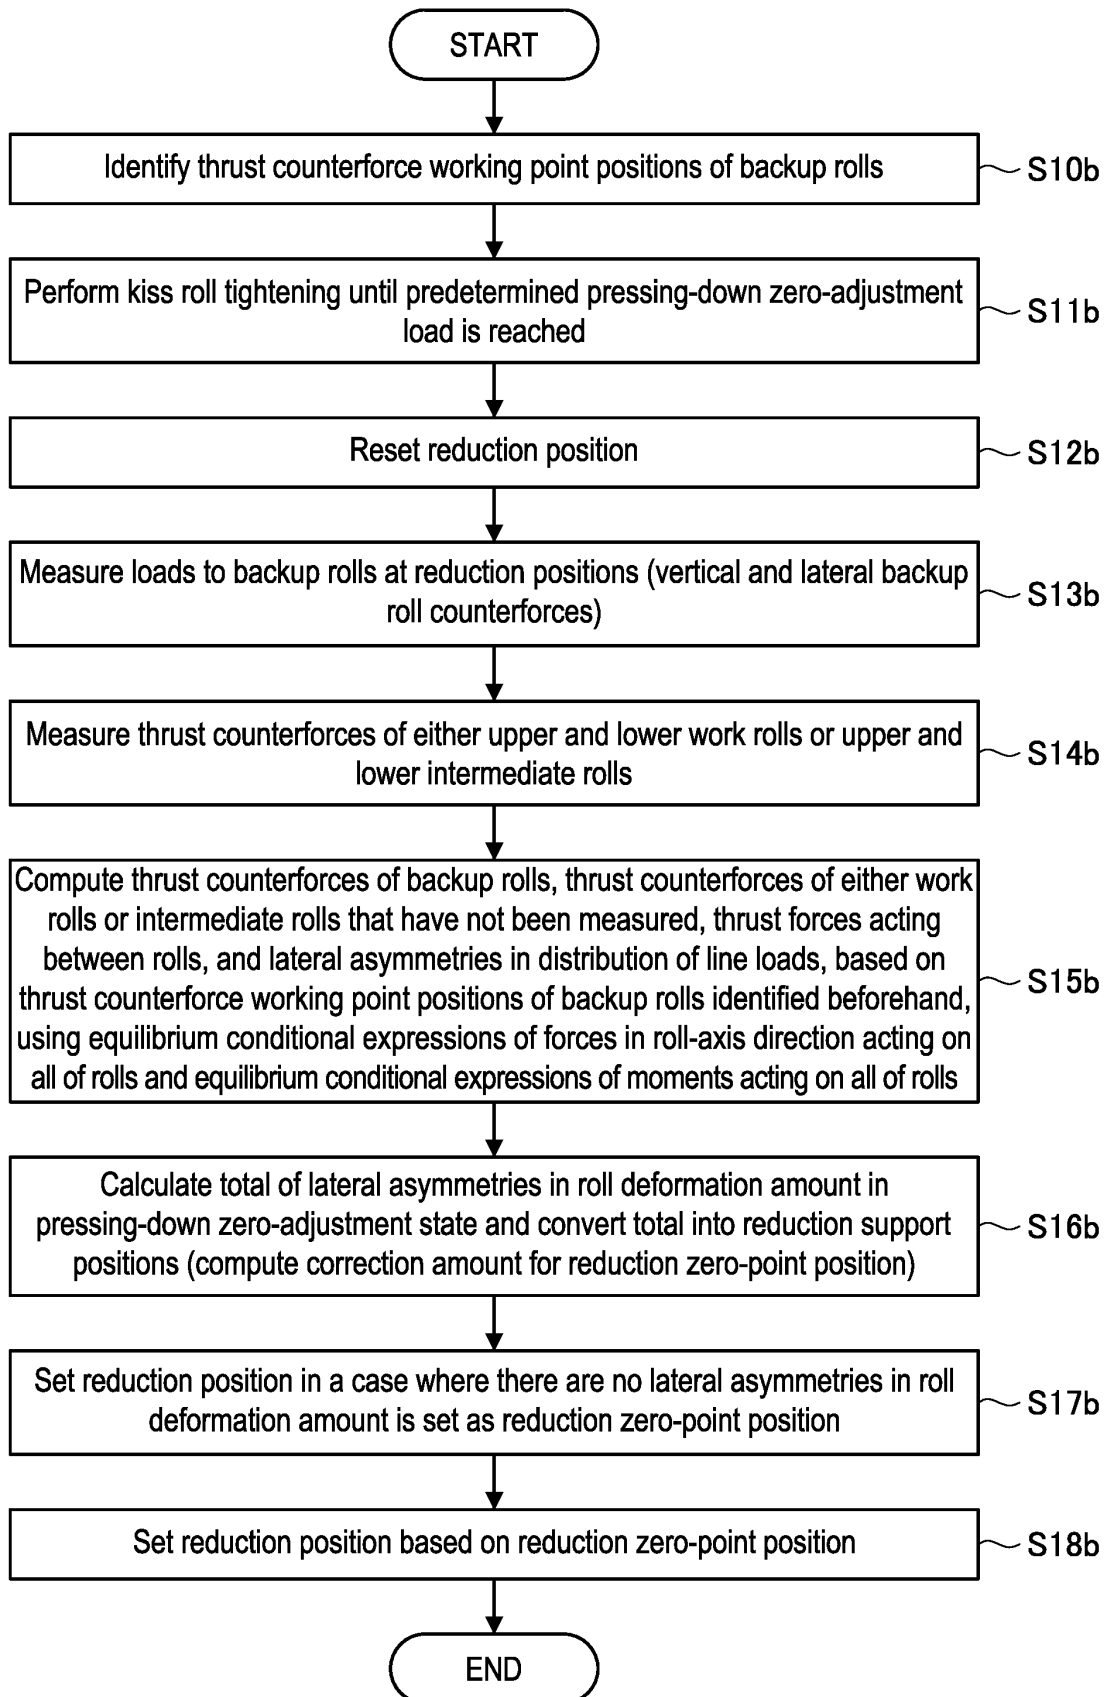 START
Identify thrust counterforce working point positions of backup rolls
S10b
Perform kiss roll tightening until predetermined pressing-down zero-adjustment
load is reached
S11b
Reset reduction position
S12b
Measure loads to backup rolls at reduction positions (vertical and lateral backup
roll counterforces)
S13b
Measure thrust counterforces of either upper and lower work rolls or upper and
lower intermediate rolls
S14b
Compute thrust counterforces of backup rolls, thrust counterforces of either work
rolls or intermediate rolls that have not been measured, thrust forces acting
between rolls, and lateral asymmetries in distribution of line loads, based on
thrust counterforce working point positions of backup rolls identified beforehand,
using equilibrium conditional expressions of forces in roll-axis direction acting on
all of rolls and equilibrium conditional expressions of moments acting on all of rolls
S15b
Calculate total of lateral asymmetries in roll deformation amount in
pressing-down zero-adjustment state and convert total into reduction support
positions (compute correction amount for reduction zero-point position)
S16b
Set reduction position in a case where there are no lateral asymmetries in roll
deformation amount is set as reduction zero-point position
S17b
Set reduction position based on reduction zero-point position
S18b
END